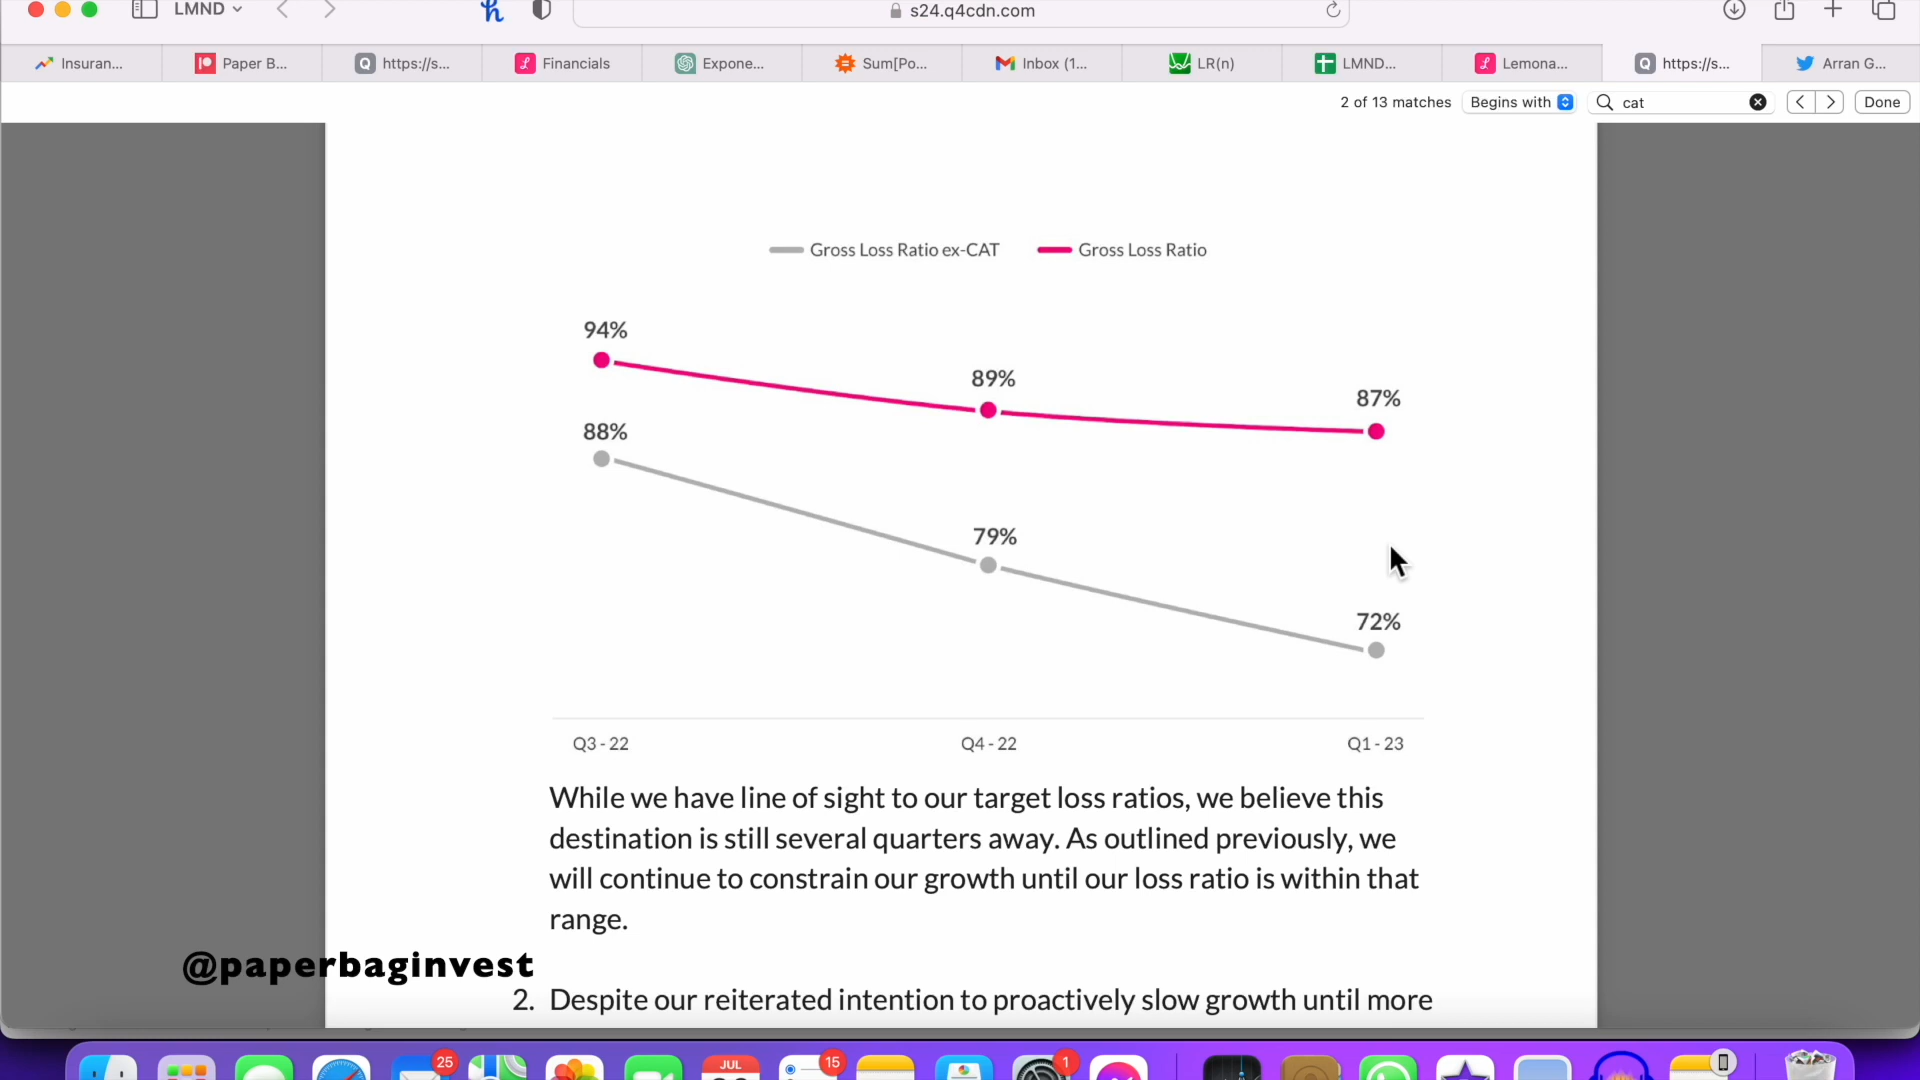 LMND
s24.q4cdn.com
Insuran...
Paper B...
https://s...
Financials
Expone...
Sum[Po...
Inbox (1...
LR(n)
LMND...
Lemona...
https://s...
Arran G...
2 of 13 matches
Begins with
cat
Done
Gross Loss Ratio ex-CAT
Gross Loss Ratio
94%
89%
87%
88%
79%
72%
Q3 - 22
Q4 - 22
Q1 - 23
While we have line of sight to our target loss ratios, we believe this
destination is still several quarters away. As outlined previously, we
will continue to constrain our growth until our loss ratio is within that
range.
@paperbaginvest
2. Despite our reiterated intention to proactively slow growth until more
25
JUL
15
1